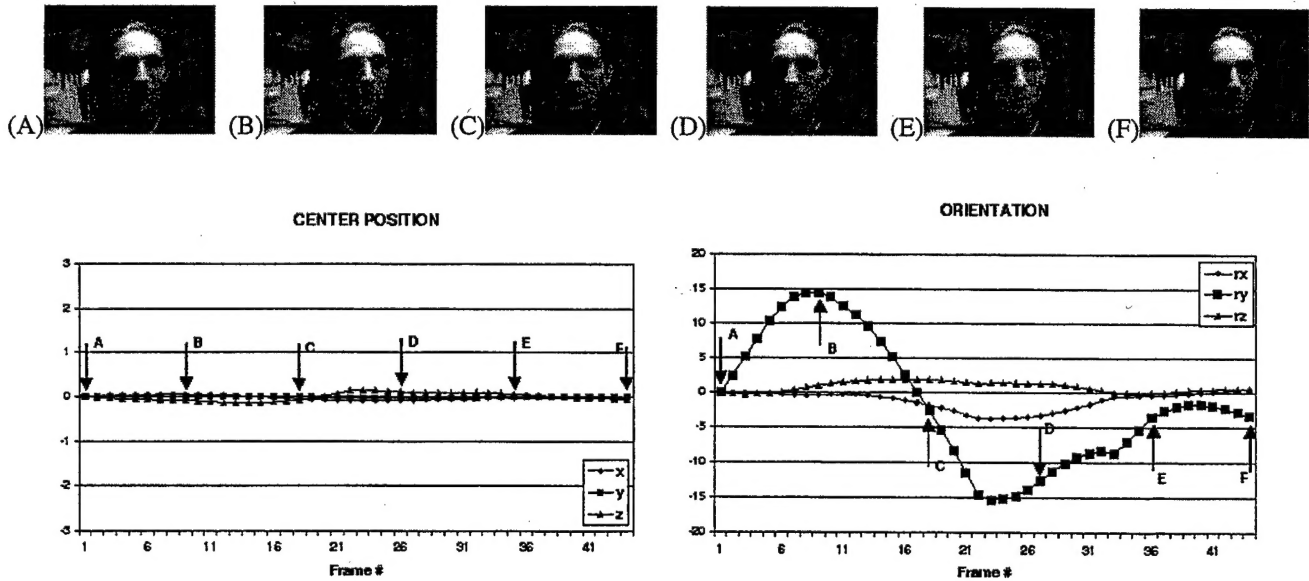 (A) (B) (C) (D) (E) (F)
CENTER POSITION
3
2
1
0
-1
-2
-3
A B C D E F
x
y
z
1 6 11 16 21 26 31 36 41
Frame #
ORIENTATION
20
15
10
5
0
-5
-10
-15
-20
A
B
C
D
E
F
rx
ry
rz
1 6 11 16 21 26 31 36 41
Frame #